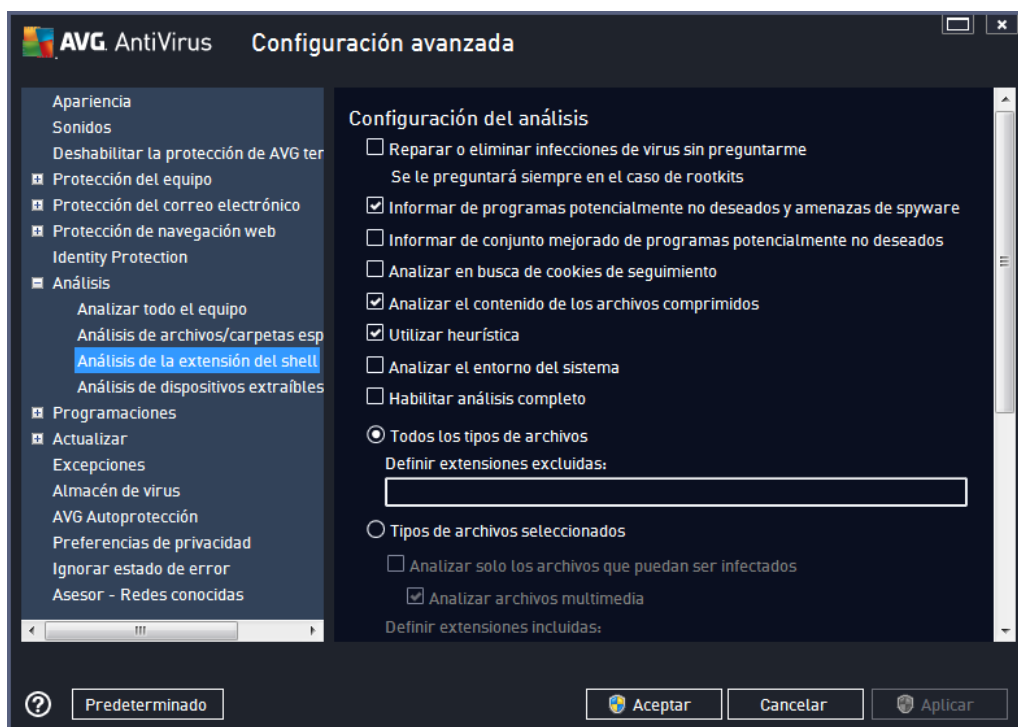 AVG. AntiVirus Configuración avanzada
Apariencia
Sonidos
Deshabilitar la protección de AVG ter
Protección del equipo
Protección del correo electrónico
Protección de navegación web
Identity Protection
Análisis
Analizar todo el equipo
Análisis de archivos/carpetas esp
Análisis de la extensión del shell
Análisis de dispositivos extraíbles
Programaciones
Actualizar
Excepciones
Almacén de virus
AVG Autoprotección
Preferencias de privacidad
Ignorar estado de error
Asesor - Redes conocidas
Configuración del análisis
Reparar o eliminar infecciones de virus sin preguntarme
Se le preguntará siempre en el caso de rootkits
Informar de programas potencialmente no deseados y amenazas de spyware
Informar de conjunto mejorado de programas potencialmente no deseados
Analizar en busca de cookies de seguimiento
Analizar el contenido de los archivos comprimidos
Utilizar heurística
Analizar el entorno del sistema
Habilitar análisis completo
Todos los tipos de archivos
Definir extensiones excluidas:
Tipos de archivos seleccionados
Analizar solo los archivos que puedan ser infectados
Analizar archivos multimedia
Definir extensiones incluidas:
? Predeterminado Aceptar Cancelar Aplicar